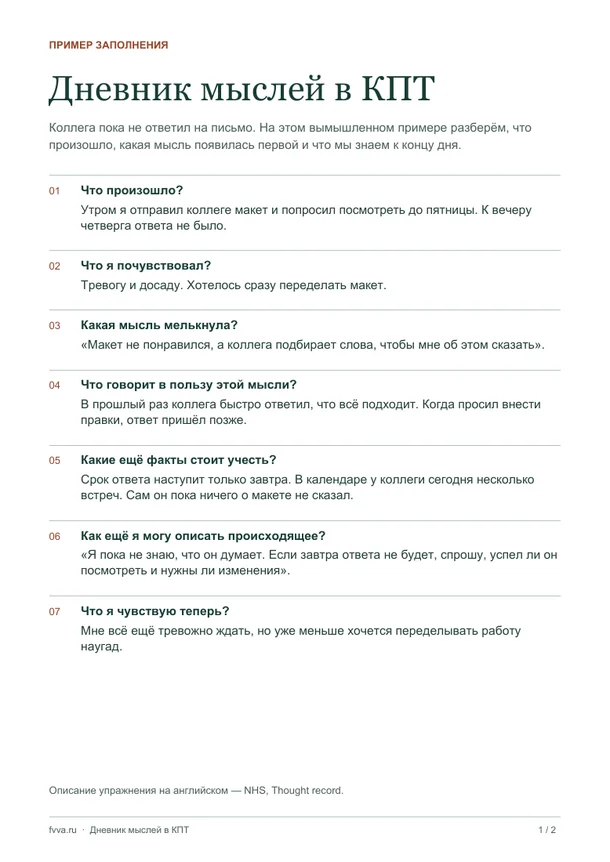 ПРИМЕР ЗАПОЛНЕНИЯ
Дневник мыслей в КПТ
Коллега пока не ответил на письмо. На этом вымышленном примере разберём, что
произошло, какая мысль появилась первой и что мы знаем к концу дня.
01 Что произошло?
Утром я отправил коллеге макет и попросил посмотреть до пятницы. К вечеру
четверга ответа не было.
02 Что я почувствовал?
Тревогу и досаду. Хотелось сразу переделать макет.
03 Какая мысль мелькнула?
«Макет не понравился, а коллега подбирает слова, чтобы мне об этом сказать».
04 Что говорит в пользу этой мысли?
В прошлый раз коллега быстро ответил, что всё подходит. Когда просил внести
правки, ответ пришёл позже.
05 Какие ещё факты стоит учесть?
Срок ответа наступит только завтра. В календаре у коллеги сегодня несколько
встреч. Сам он пока ничего о макете не сказал.
06 Как ещё я могу описать происходящее?
«Я пока не знаю, что он думает. Если завтра ответа не будет, спрошу, успел ли он
посмотреть и нужны ли изменения».
07 Что я чувствую теперь?
Мне всё ещё тревожно ждать, но уже меньше хочется переделывать работу
наугад.
Описание упражнения на английском — NHS, Thought record.
fvva.ru · Дневник мыслей в КПТ 1 / 2